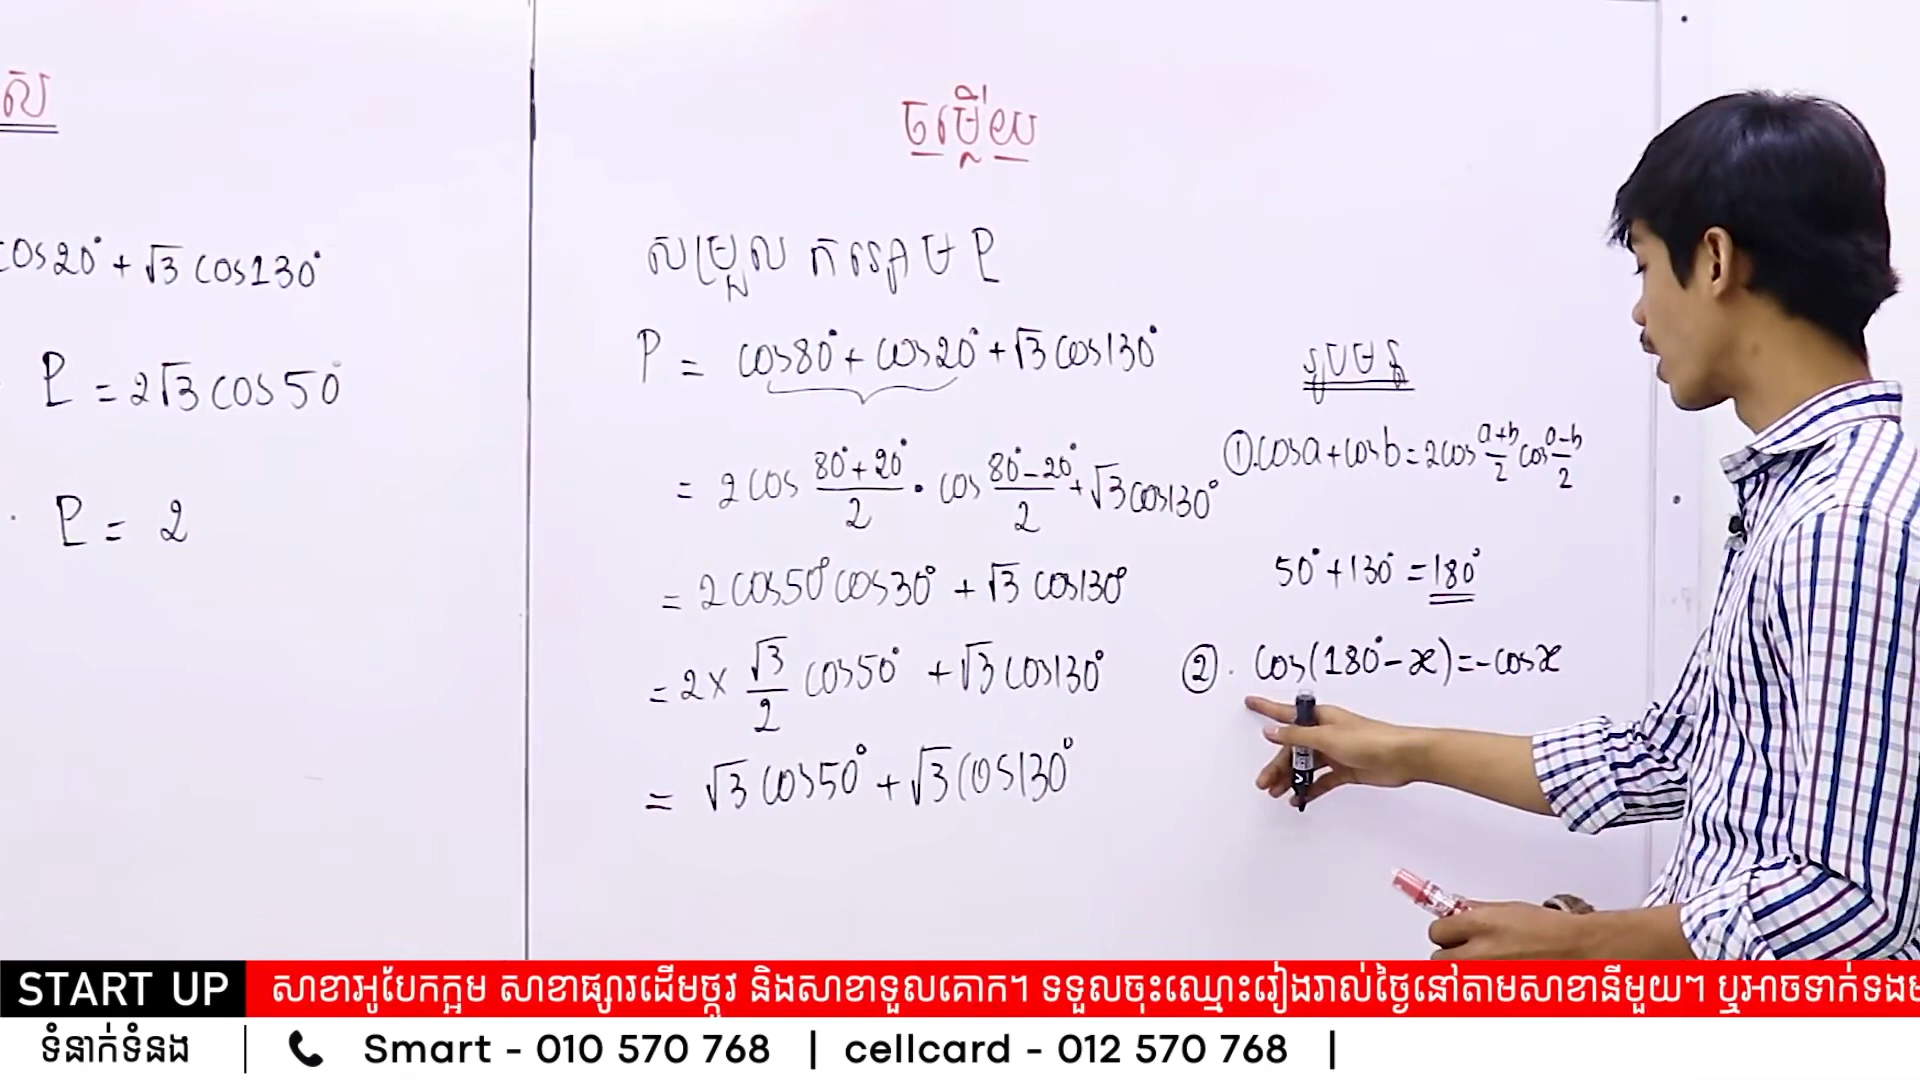 ស
cos20° + √3 cos130°
P = 2√3 cos50°
. P = 2
ចម្លើយ
សម្រួលកន្សោម P
P = cos80° + cos20° + √3 cos130°
= 2cos (80°+20°)/2 · cos (80°-20°)/2 + √3 cos130°
= 2cos50° cos30° + √3 cos130°
= 2 × √3/2 cos50° + √3 cos130°
= √3 cos50° + √3 cos130°
រូបមន្ត
①. cosa + cosb = 2cos (a+b)/2 cos (a-b)/2
50° + 130° = 180°
②. cos(180° - x) = -cosx
START UP សាខាអូបែកក្អម សាខាផ្សារដើមថ្កូវ និងសាខាទួលគោក។ ទទួលចុះឈ្មោះរៀងរាល់ថ្ងៃនៅតាមសាខានីមួយៗ ឬអាចទាក់ទង
ទំនាក់ទំនង | Smart - 010 570 768 | cellcard - 012 570 768 |